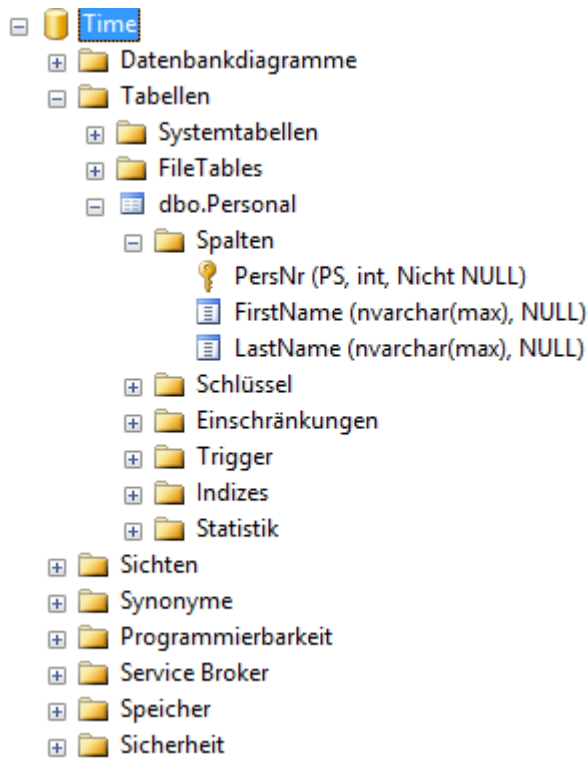 Time
Datenbankdiagramme
Tabellen
Systemtabellen
FileTables
dbo.Personal
Spalten
PersNr (PS, int, Nicht NULL)
FirstName (nvarchar(max), NULL)
LastName (nvarchar(max), NULL)
Schlüssel
Einschränkungen
Trigger
Indizes
Statistik
Sichten
Synonyme
Programmierbarkeit
Service Broker
Speicher
Sicherheit